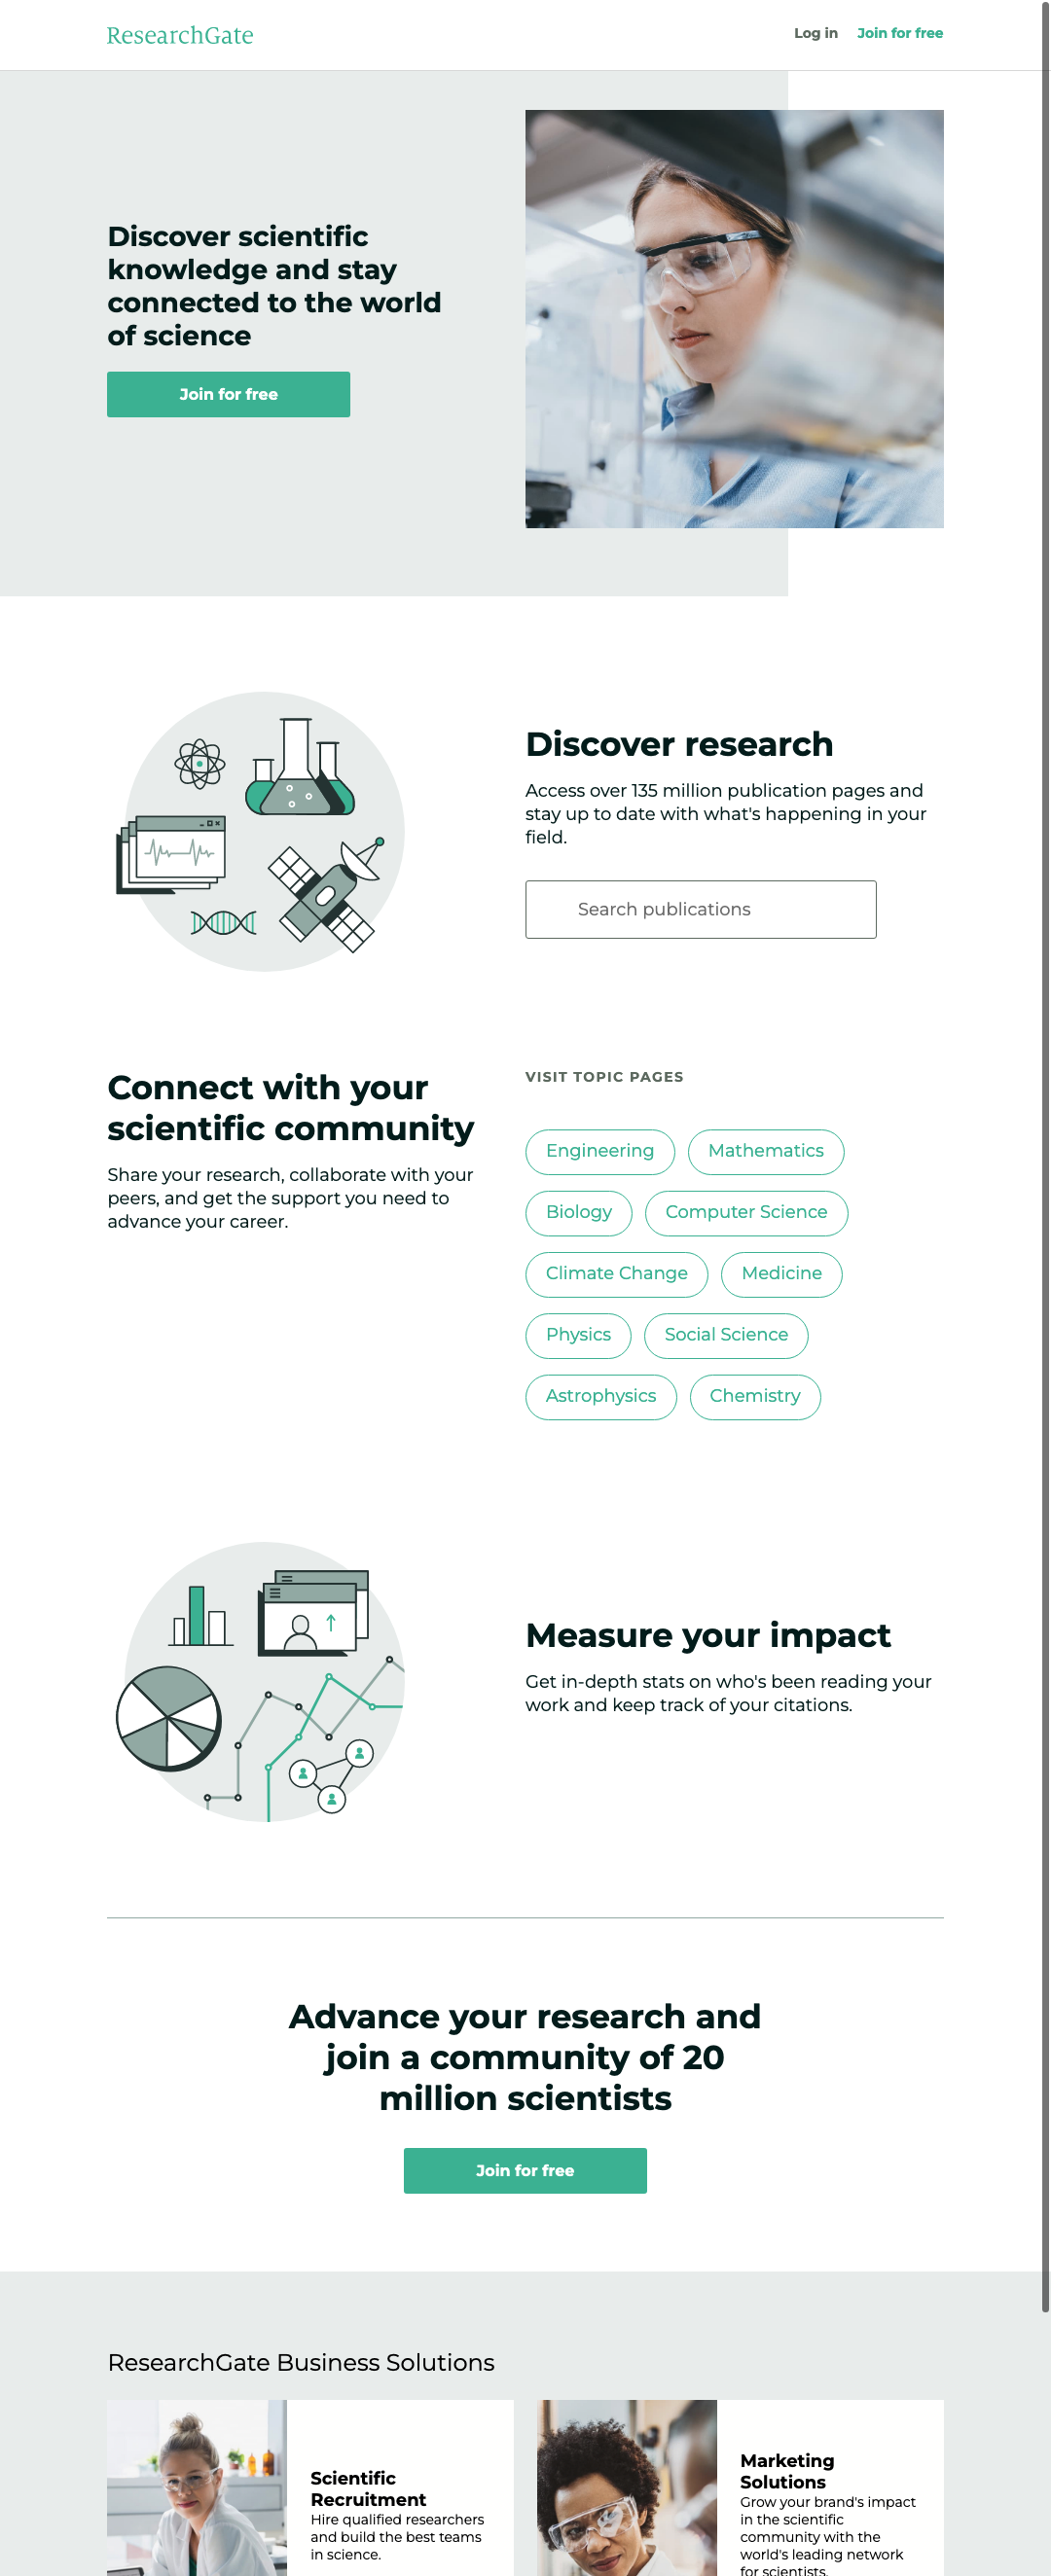 ResearchGate
Log in
Join for free
Discover scientific
knowledge and stay
connected to the world
of science
Join for free
Discover research
Access over 135 million publication pages and
stay up to date with what's happening in your
field.
Search publications
Connect with your
scientific community
Share your research, collaborate with your
peers, and get the support you need to
advance your career.
VISIT TOPIC PAGES
Engineering
Mathematics
Biology
Computer Science
Climate Change
Medicine
Physics
Social Science
Astrophysics
Chemistry
Measure your impact
Get in-depth stats on who's been reading your
work and keep track of your citations.
Advance your research and
join a community of 20
million scientists
Join for free
ResearchGate Business Solutions
Scientific
Recruitment
Hire qualified researchers
and build the best teams
in science.
Marketing
Solutions
Grow your brand's impact
in the scientific
community with the
world's leading network
for scientists.